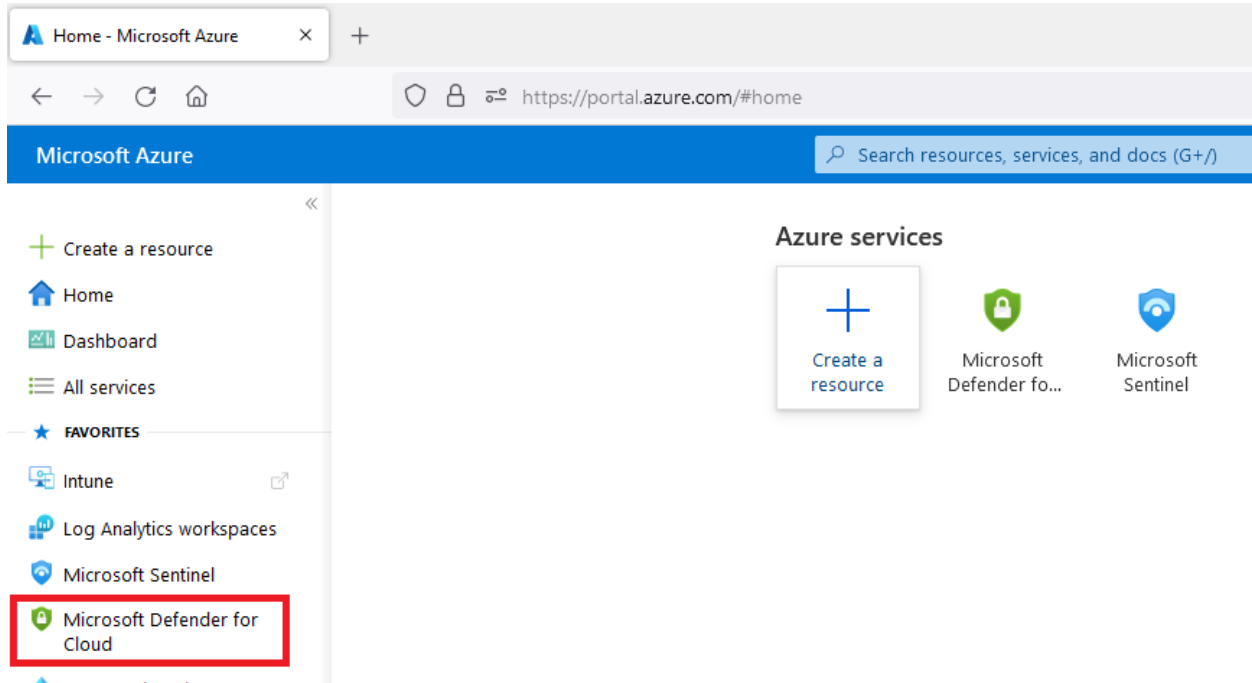 Home - Microsoft Azure
https://portal.azure.com/#home
Microsoft Azure
Search resources, services, and docs (G+/)
Create a resource
Home
Dashboard
All services
FAVORITES
Intune
Log Analytics workspaces
Microsoft Sentinel
Microsoft Defender for
Cloud
Azure services
Create a
resource
Microsoft
Defender fo...
Microsoft
Sentinel